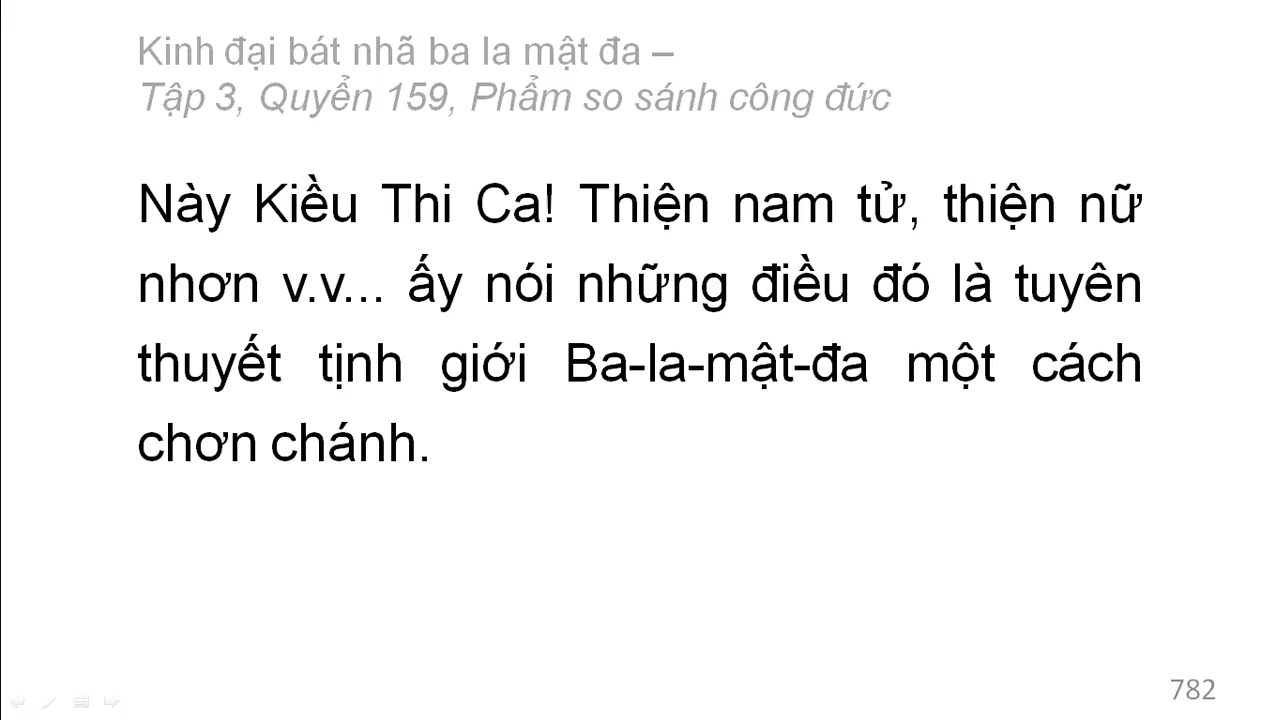 Kinh đại bát nhã ba la mật đa –
Tập 3, Quyển 159, Phẩm so sánh công đức
Này Kiều Thi Ca! Thiện nam tử, thiện nữ
nhơn v.v... ấy nói những điều đó là tuyên
thuyết tịnh giới Ba-la-mật-đa một cách
chơn chánh.
782